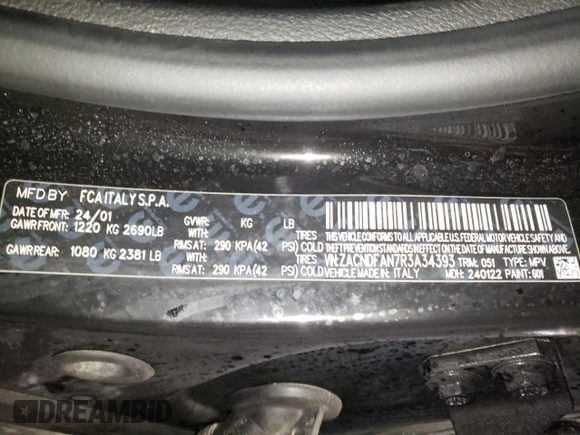 MFD BY FCA ITALY S.P.A.
DATE OF MFR: 24/01 GVWR: KG LB
GAWR FRONT: 1220 KG 2690LB WITH: TIRES
RIMS AT: 290 KPA(42 PSI) COLD
GAWR REAR: 1080 KG 2381 LB WITH: TIRES
RIMS AT: 290 KPA(42 PSI) COLD
THIS VEHICLE CONFORMS TO ALL APPLICABLE U.S. FEDERAL MOTOR VEHICLE SAFETY AND
THEFT PREVENTION STANDARDS IN EFFECT ON THE DATE OF MANUFACTURE SHOWN ABOVE.
VIN: ZACNDFAN7R3A34393 TRIM: 051 TYPE: MPV
VEHICLE MADE IN ITALY MDH: 240122 PAINT: 601
DREAMBID